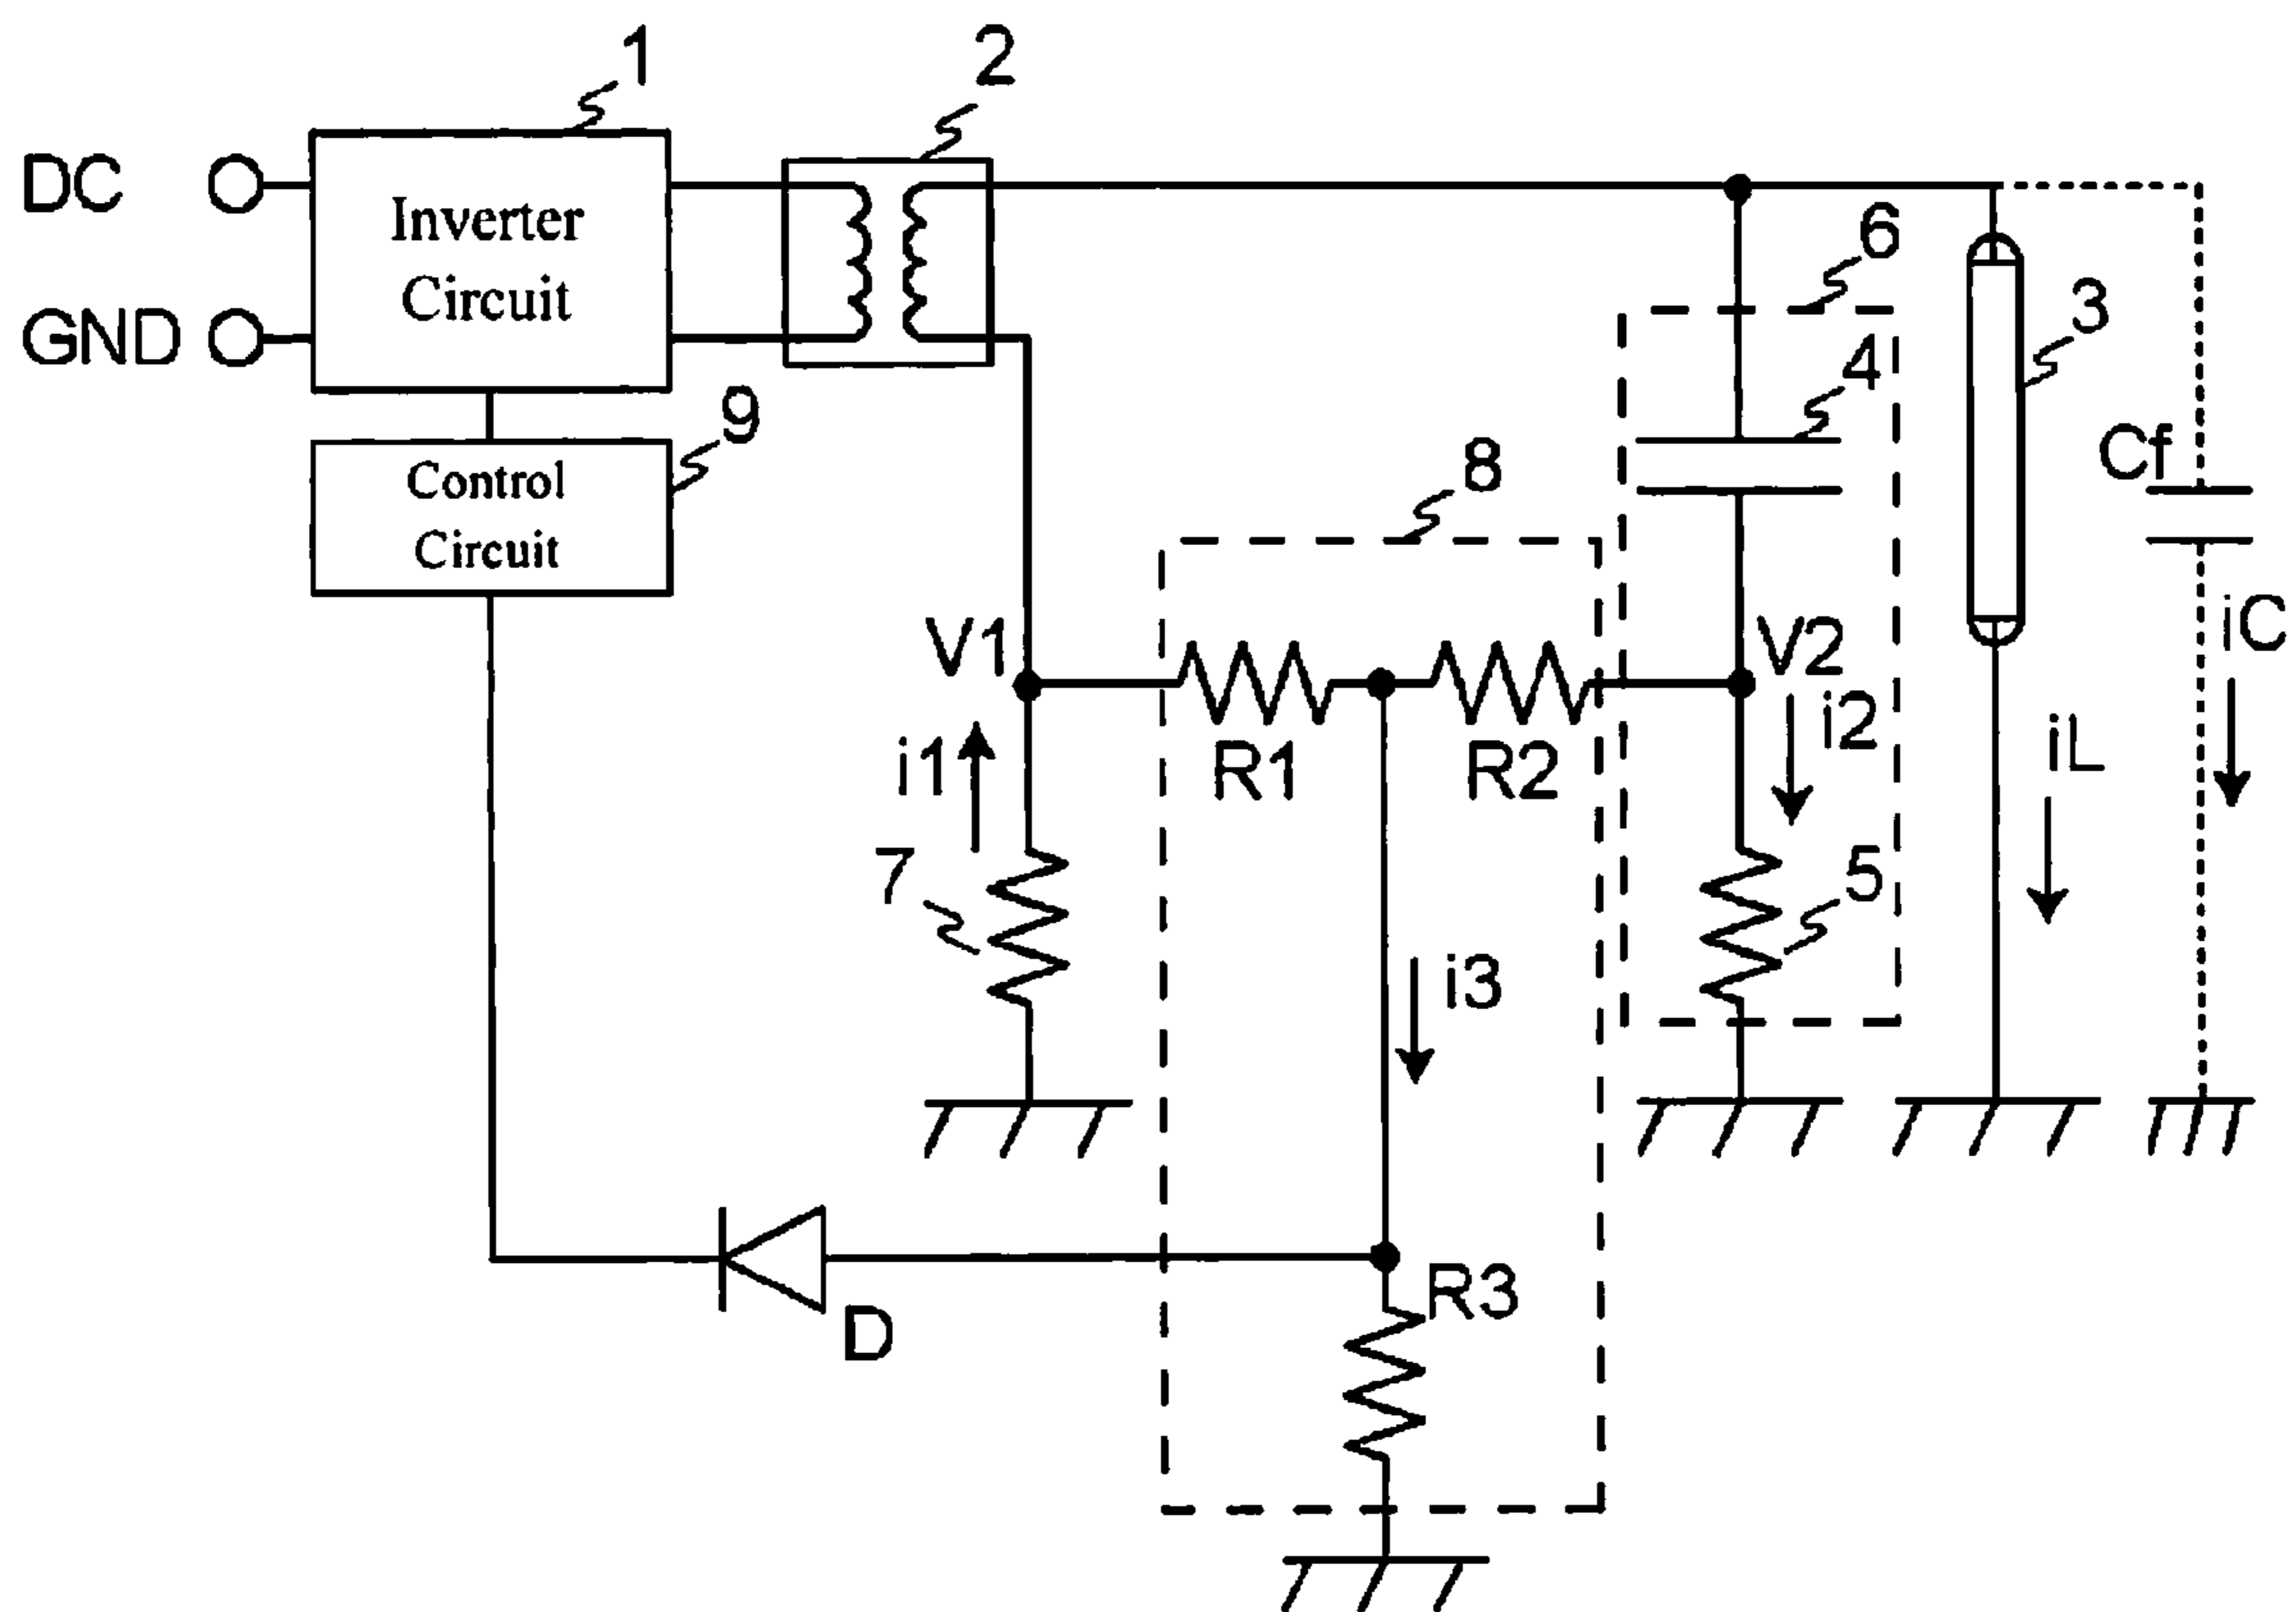 1
2
DC
Inverter
Circuit
GND
6
3
4
9
Control
Circuit
8
Cf
V1
V2
iC
i1
R1
R2
i2
iL
7
5
i3
R3
D